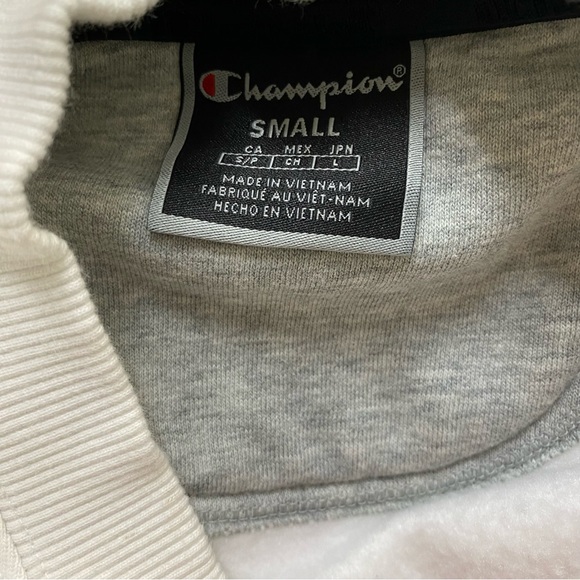 Champion®
SMALL
CA MEX JPN
S/P CH L
MADE IN VIETNAM
FABRIQUÉ AU VIÊT-NAM
HECHO EN VIETNAM